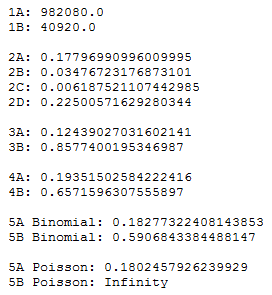 1A: 982080.0
1B: 40920.0
2A: 0.17796990996009995
2B: 0.03476723176873101
2C: 0.006187521107442985
2D: 0.22500571629280344
3A: 0.12439027031602141
3B: 0.8577400195346987
4A: 0.19351502584222416
4B: 0.6571596307555897
5A Binomial: 0.18277322408143853
5B Binomial: 0.5906843384488147
5A Poisson: 0.1802457926239929
5B Poisson: Infinity